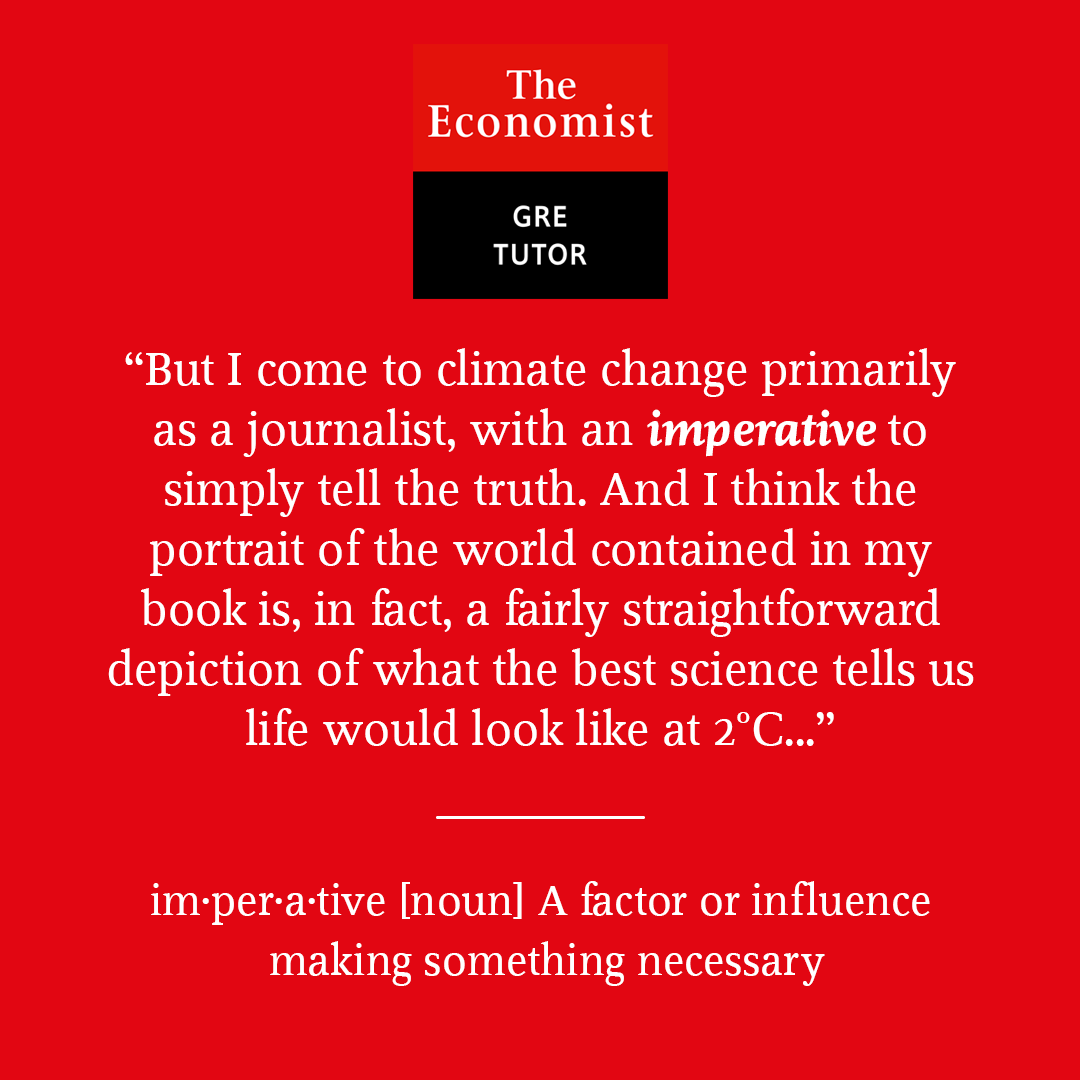 The
Economist
GRE
TUTOR
“But I come to climate change primarily
as a journalist, with an imperative to
simply tell the truth. And I think the
portrait of the world contained in my
book is, in fact, a fairly straightforward
depiction of what the best science tells us
life would look like at 2°C...”
im·per·a·tive [noun] A factor or influence
making something necessary